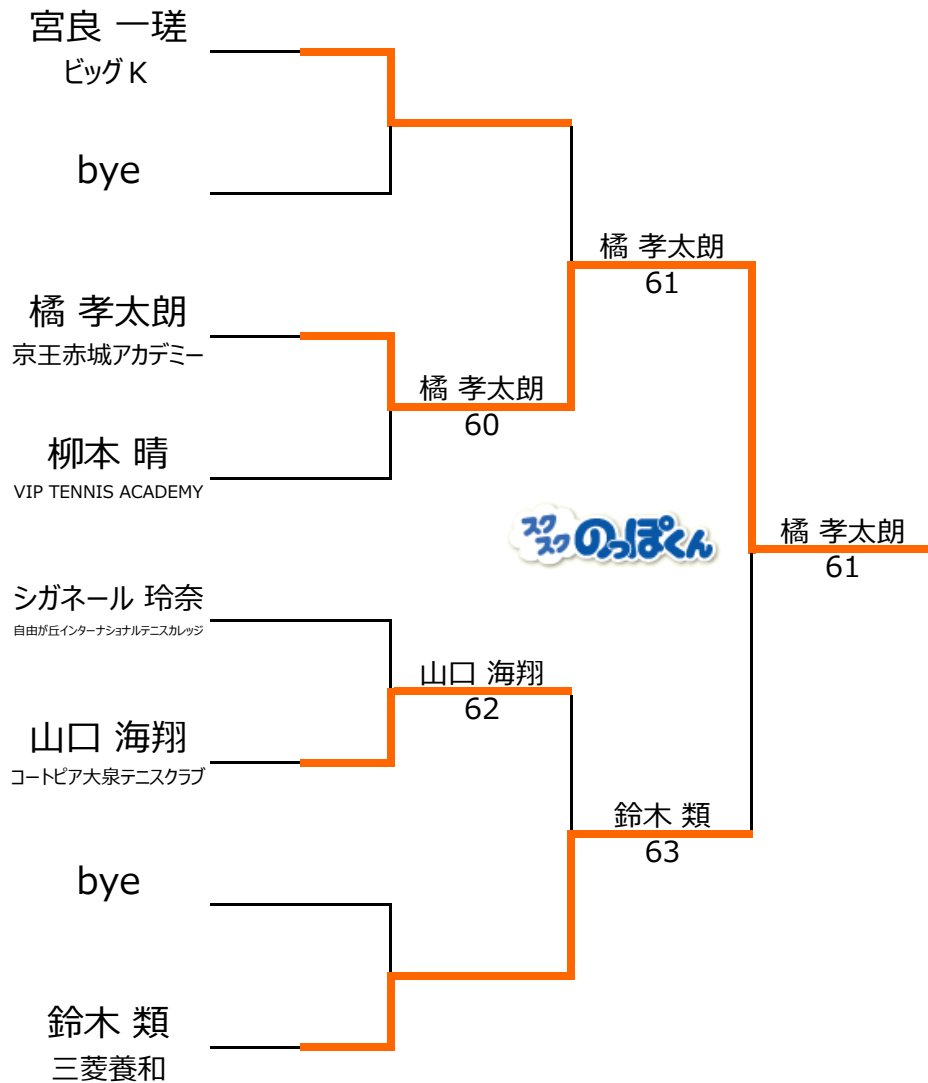 宮良 一瑳
ビッグK
bye
橘 孝太朗
61
橘 孝太朗
京王赤城アカデミー
橘 孝太朗
60
柳本 晴
VIP TENNIS ACADEMY
スクスク のっぽくん
橘 孝太朗
61
シガネール 玲奈
自由が丘インターナショナルテニスカレッジ
山口 海翔
62
山口 海翔
コートピア大泉テニスクラブ
鈴木 類
63
bye
鈴木 類
三菱養和